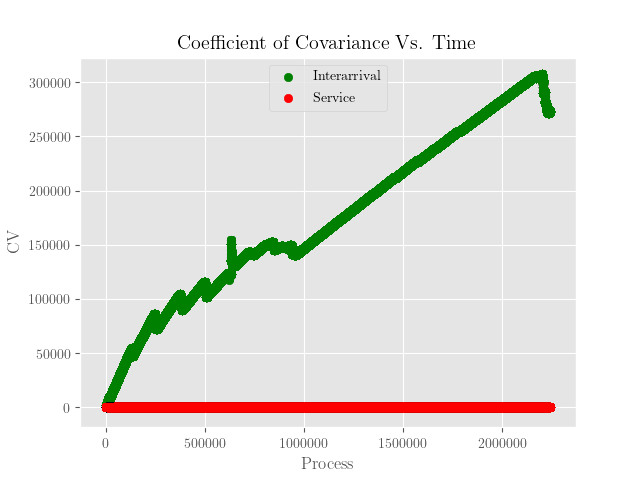 Coefficient of Covariance Vs. Time
Interarrival
Service
CV
300000
250000
200000
150000
100000
50000
0
0 500000 1000000 1500000 2000000
Process